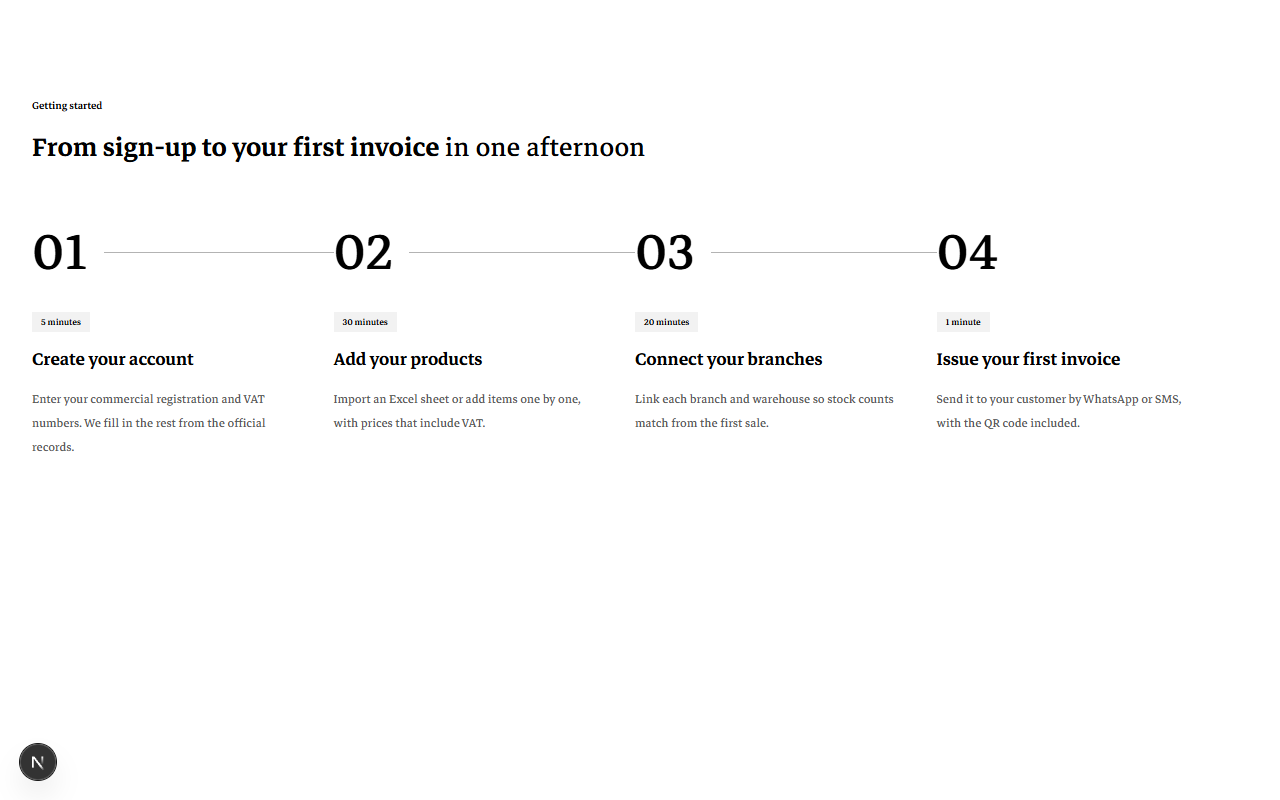 Getting started
From sign-up to your first invoice in one afternoon
01
02
03
04
5 minutes
30 minutes
20 minutes
1 minute
Create your account
Add your products
Connect your branches
Issue your first invoice
Enter your commercial registration and VAT
numbers. We fill in the rest from the official
records.
Import an Excel sheet or add items one by one,
with prices that include VAT.
Link each branch and warehouse so stock counts
match from the first sale.
Send it to your customer by WhatsApp or SMS,
with the QR code included.
N